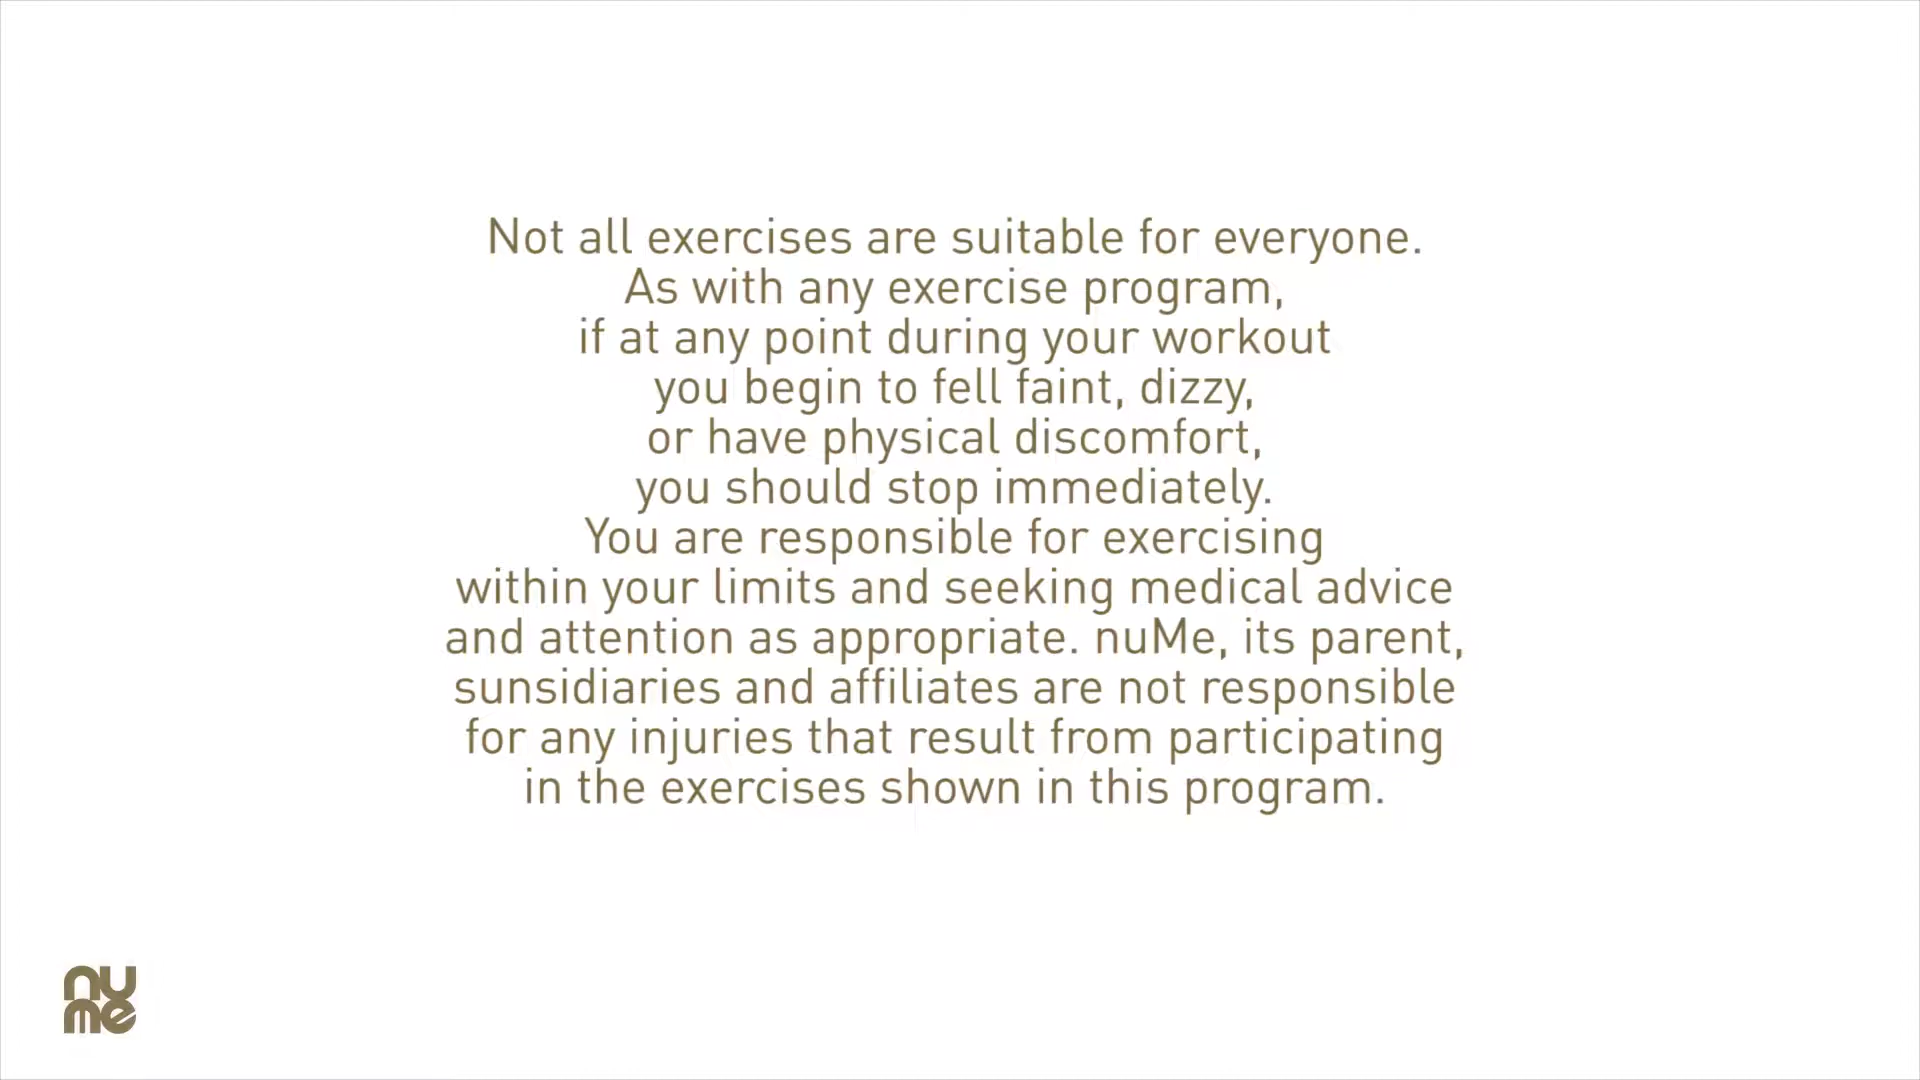 Not all exercises are suitable for everyone.
As with any exercise program,
if at any point during your workout
you begin to fell faint, dizzy,
or have physical discomfort,
you should stop immediately.
You are responsible for exercising
within your limits and seeking medical advice
and attention as appropriate. nuMe, its parent,
sunsidiaries and affiliates are not responsible
for any injuries that result from participating
in the exercises shown in this program.
nu
me